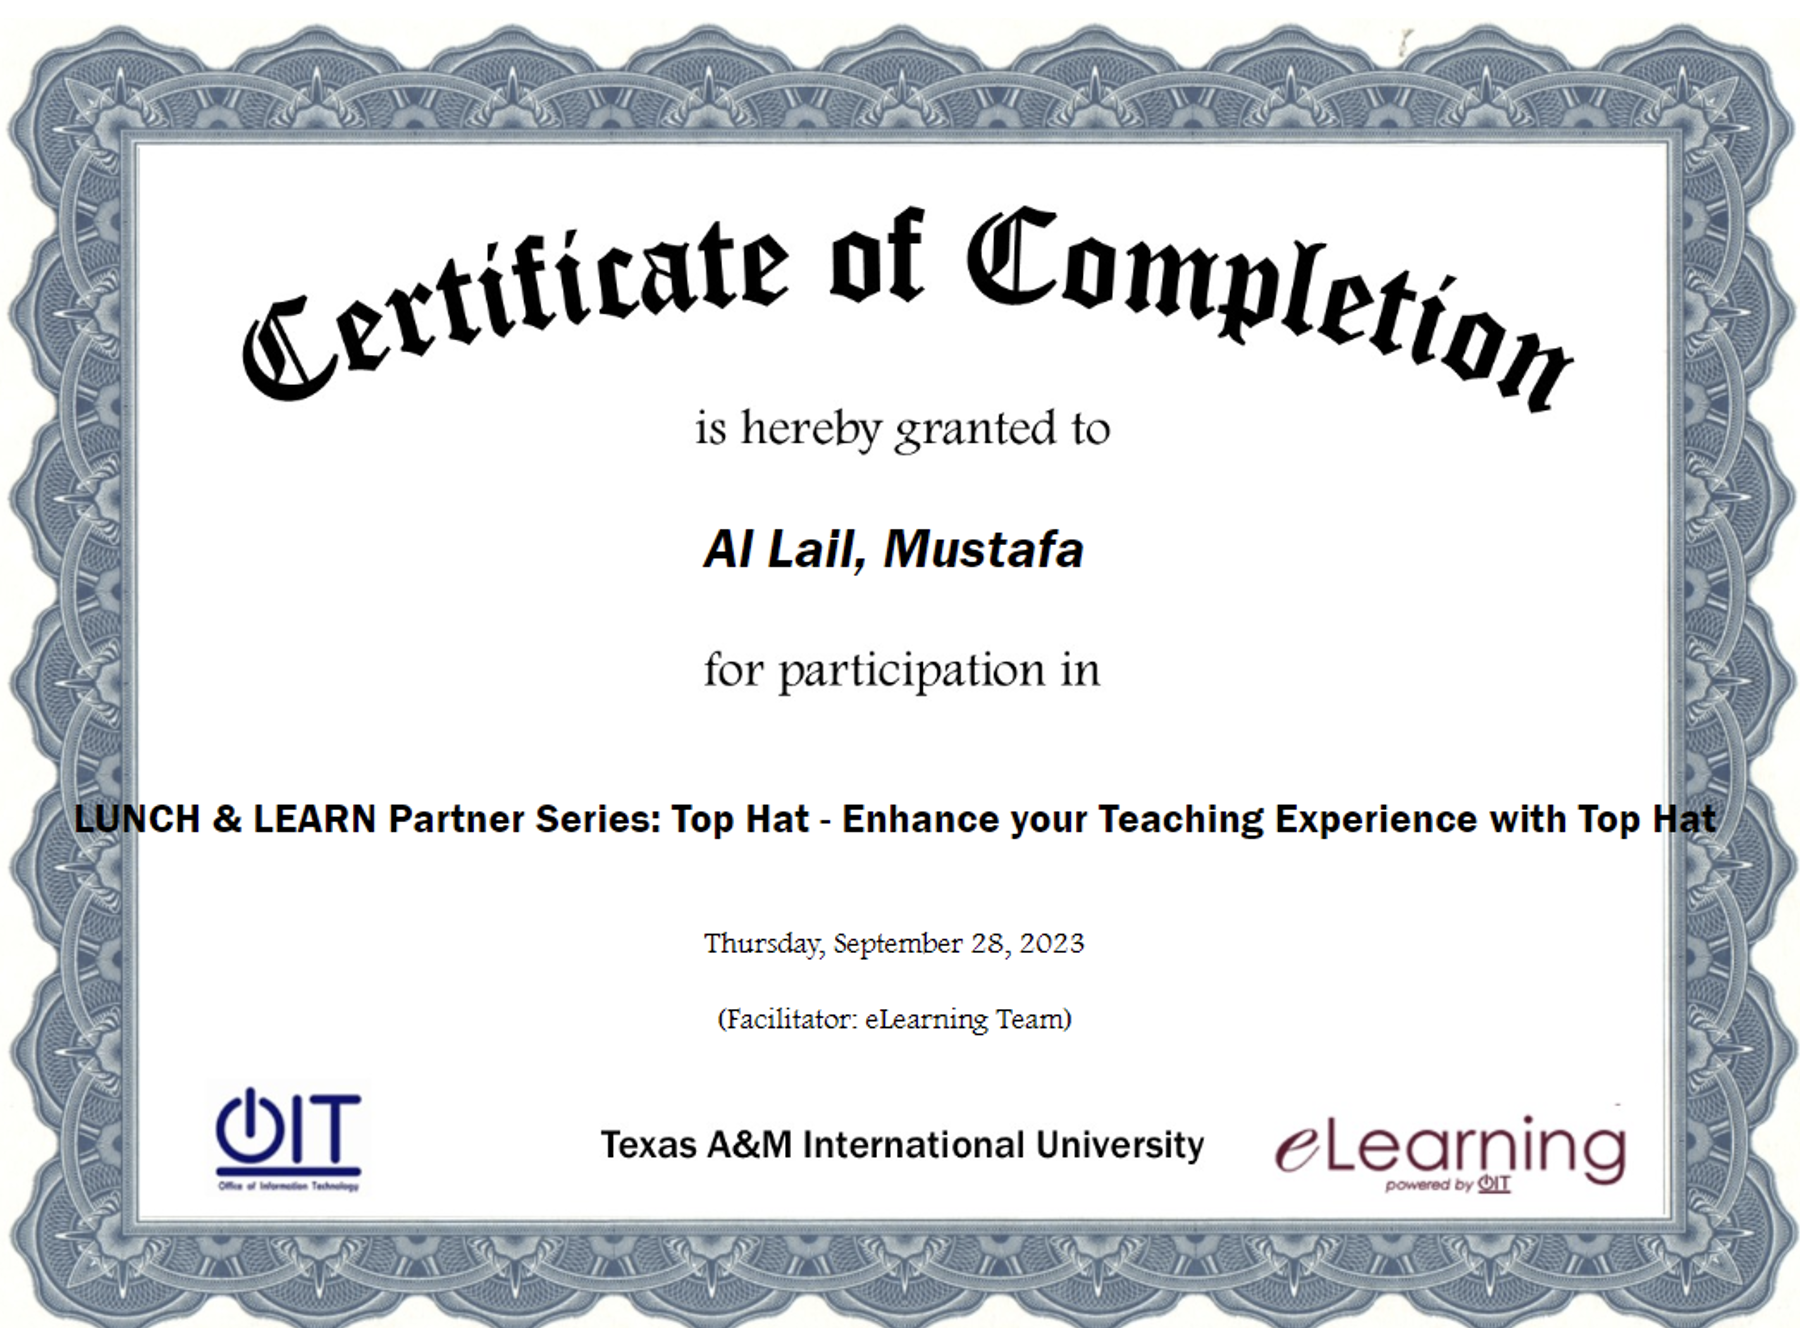 Certificate of Completion
is hereby granted to
Al Lail, Mustafa
for participation in
LUNCH & LEARN Partner Series: Top Hat - Enhance your Teaching Experience with Top Hat
Thursday, September 28, 2023
(Facilitator: eLearning Team)
OIT
Office of Information Technology
Texas A&M International University
eLearning
powered by OIT